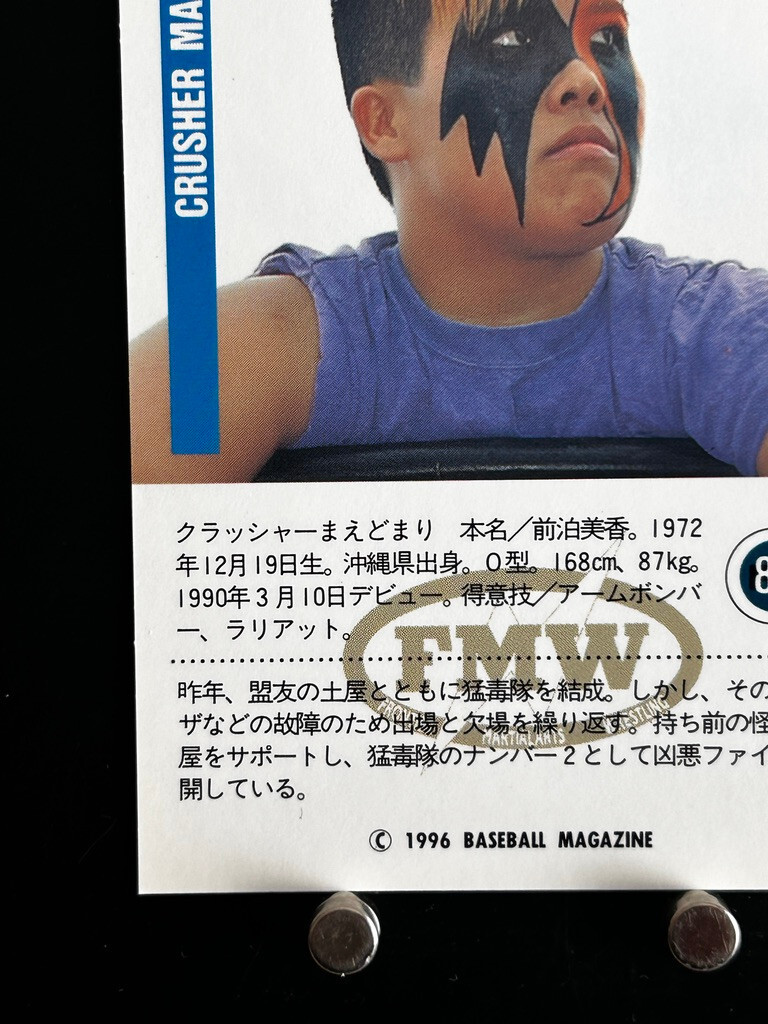 CRUSHER MA
クラッシャーまえどまり　本名／前泊美香。1972
年12月19日生。沖縄県出身。O型。168cm、87kg。
1990年3月10日デビュー。得意技／アームボンバ
ー、ラリアット。
8
FMW
MARTIAL ARTS
昨年、盟友の土屋とともに猛毒隊を結成。しかし、その
ザなどの故障のため出場と欠場を繰り返す。持ち前の怪
屋をサポートし、猛毒隊のナンバー2として凶悪ファイ
開している。
© 1996 BASEBALL MAGAZINE